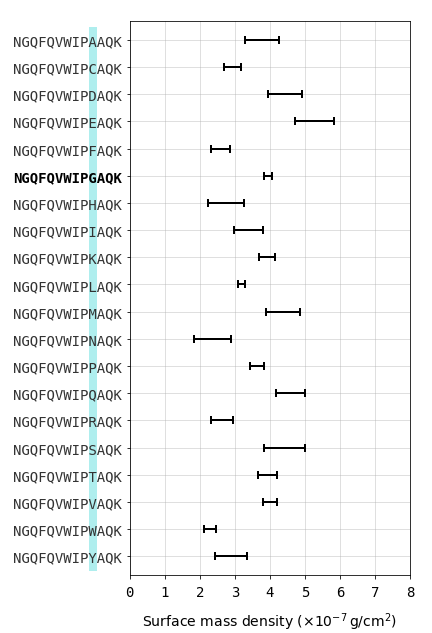 NGQFQVWIPAAQK
NGQFQVWIPCAQK
NGQFQVWIPDAQK
NGQFQVWIPEAQK
NGQFQVWIPFAQK
NGQFQVWIPGAQK
NGQFQVWIPHAQK
NGQFQVWIPIAQK
NGQFQVWIPKAQK
NGQFQVWIPLAQK
NGQFQVWIPMAQK
NGQFQVWIPNAQK
NGQFQVWIPPAQK
NGQFQVWIPQAQK
NGQFQVWIPRAQK
NGQFQVWIPSAQK
NGQFQVWIPTAQK
NGQFQVWIPVAQK
NGQFQVWIPWAQK
NGQFQVWIPYAQK
0 1 2 3 4 5 6 7 8
Surface mass density (×10⁻⁷ g/cm²)